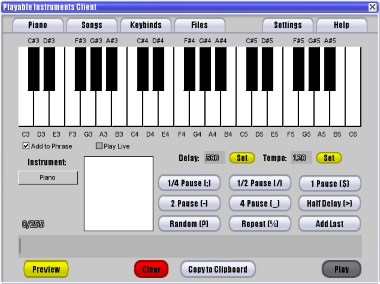 Playable Instruments Client
Piano Songs Keybinds Files Settings Help
C#3 D#3 F#3 G#3 A#3 C#4 D#4 F#4 G#4 A#4 C#5 D#5 F#5 G#5 A#5
C3 D3 E3 F3 G3 A3 B3 C4 D4 E4 F4 G4 A4 B4 C5 D5 E5 F5 G5 A5 B5 C6
Add to Phrase Play Live
Delay: 500 Set Tempo: 120 Set
Instrument:
Piano
1/4 Pause (;) 1/2 Pause (/) 1 Pause ($)
2 Pause (-) 4 Pause (_) Half Delay (>)
Random (?) Repeat (%) Add Last
0/255
Preview Clear Copy to Clipboard Play